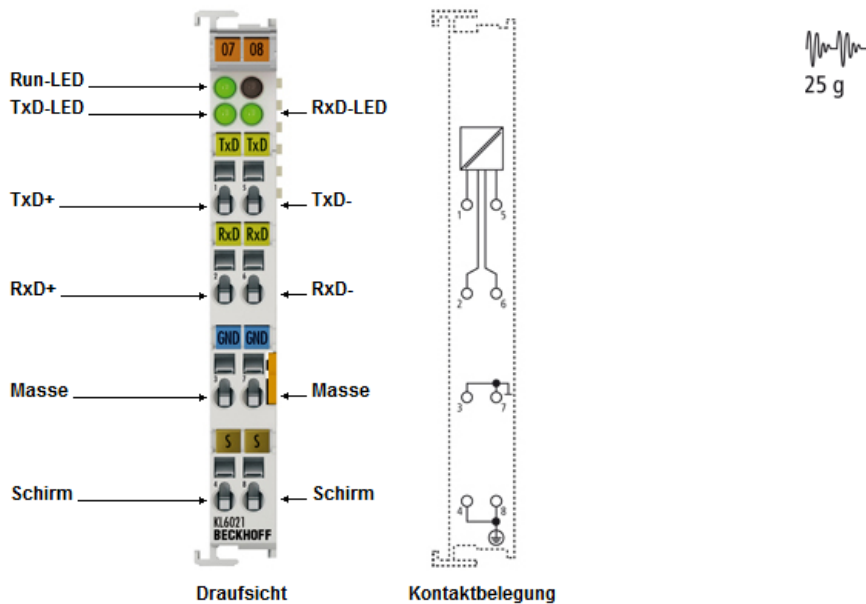 07 08
Run-LED
TxD-LED
RxD-LED
TxD TxD
1 5
TxD+
TxD-
RxD RxD
2 6
RxD+
RxD-
GND GND
3 7
Masse
Masse
S S
4 8
Schirm
Schirm
KL6021
BECKHOFF
Draufsicht
1 5
2 6
3 7
4 8
Kontaktbelegung
25 g